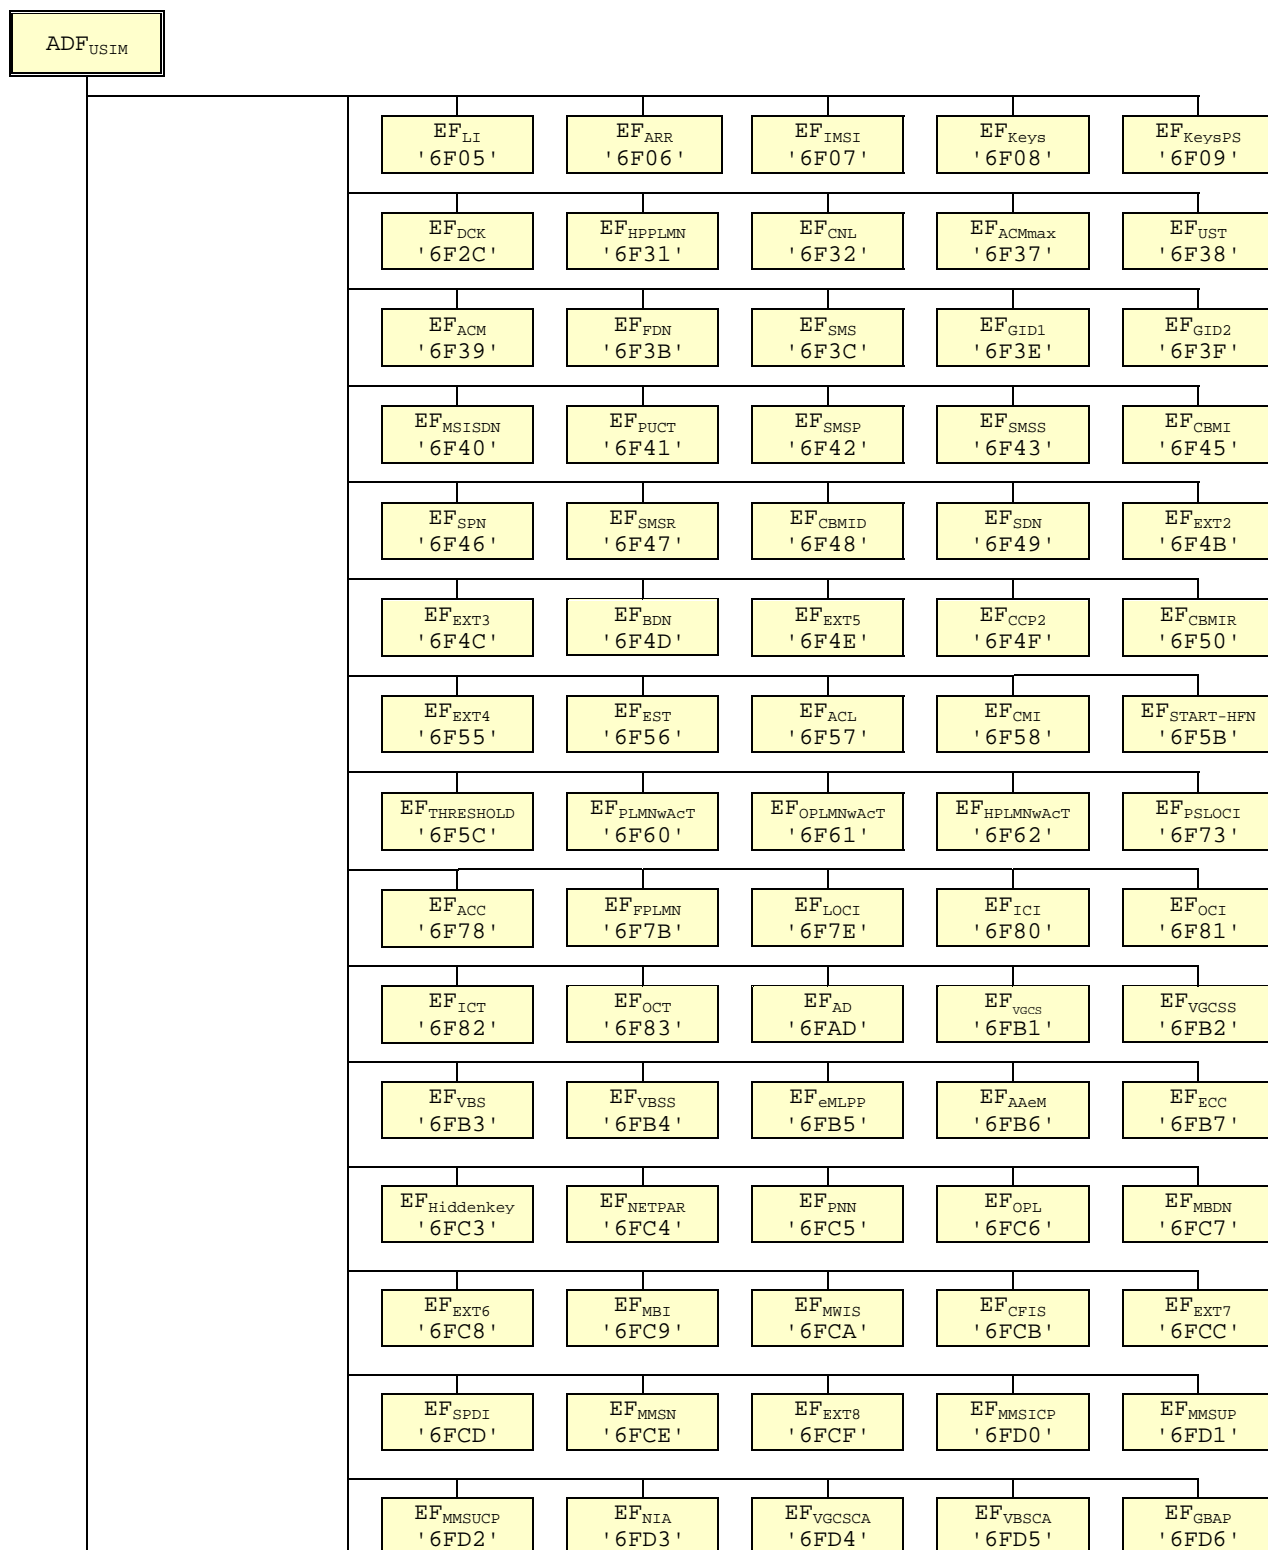 ADFUSIM
EFLI EFARR EFIMSI EFKeys EFKeysPS
'6F05' '6F06' '6F07' '6F08' '6F09'
EFDCK EFHPPLMN EFCNL EFACMmax EFUST
'6F2C' '6F31' '6F32' '6F37' '6F38'
EFACM EFFDN EFSMS EFGID1 EFGID2
'6F39' '6F3B' '6F3C' '6F3E' '6F3F'
EFMSISDN EFPUCT EFSMSP EFSMSS EFCBMI
'6F40' '6F41' '6F42' '6F43' '6F45'
EFSPN EFSMSR EFCBMID EFSDN EFEXT2
'6F46' '6F47' '6F48' '6F49' '6F4B'
EFEXT3 EFBDN EFEXT5 EFCCP2 EFCBMIR
'6F4C' '6F4D' '6F4E' '6F4F' '6F50'
EFEXT4 EFEST EFACL EFCMI EFSTART-HFN
'6F55' '6F56' '6F57' '6F58' '6F5B'
EFTHRESHOLD EFPLMNwAcT EFOPLMNwAcT EFHPLMNwAcT EFPSLOCI
'6F5C' '6F60' '6F61' '6F62' '6F73'
EFACC EFFPLMN EFLOCI EFICI EFOCI
'6F78' '6F7B' '6F7E' '6F80' '6F81'
EFICT EFOCT EFAD EFVGCS EFVGCSS
'6F82' '6F83' '6FAD' '6FB1' '6FB2'
EFVBS EFVBSS EFeMLPP EFAAeM EFECC
'6FB3' '6FB4' '6FB5' '6FB6' '6FB7'
EFHiddenkey EFNETPAR EFPNN EFOPL EFMBDN
'6FC3' '6FC4' '6FC5' '6FC6' '6FC7'
EFEXT6 EFMBI EFMWIS EFCFIS EFEXT7
'6FC8' '6FC9' '6FCA' '6FCB' '6FCC'
EFSPDI EFMMSN EFEXT8 EFMMSICP EFMMSUP
'6FCD' '6FCE' '6FCF' '6FD0' '6FD1'
EFMMSUCP EFNIA EFVGCSCA EFVBSCA EFGBAP
'6FD2' '6FD3' '6FD4' '6FD5' '6FD6'